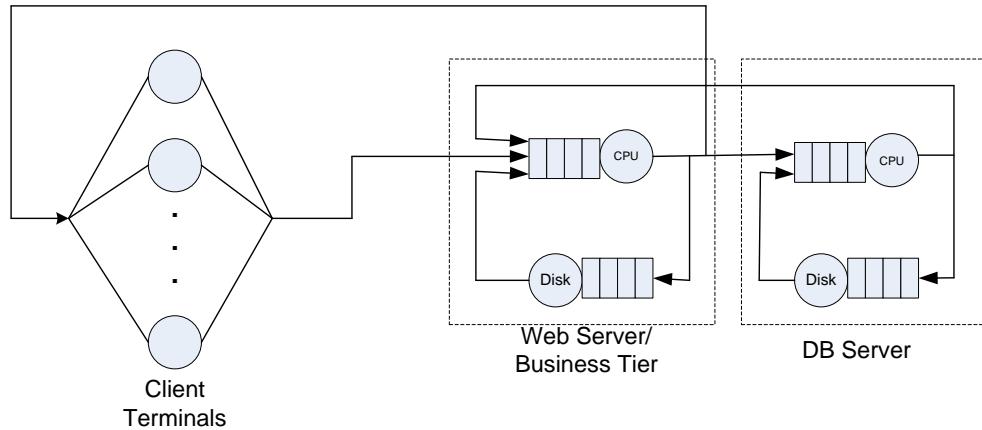 CPU
CPU
Disk
Disk
Web Server/
Business Tier
DB Server
Client
Terminals